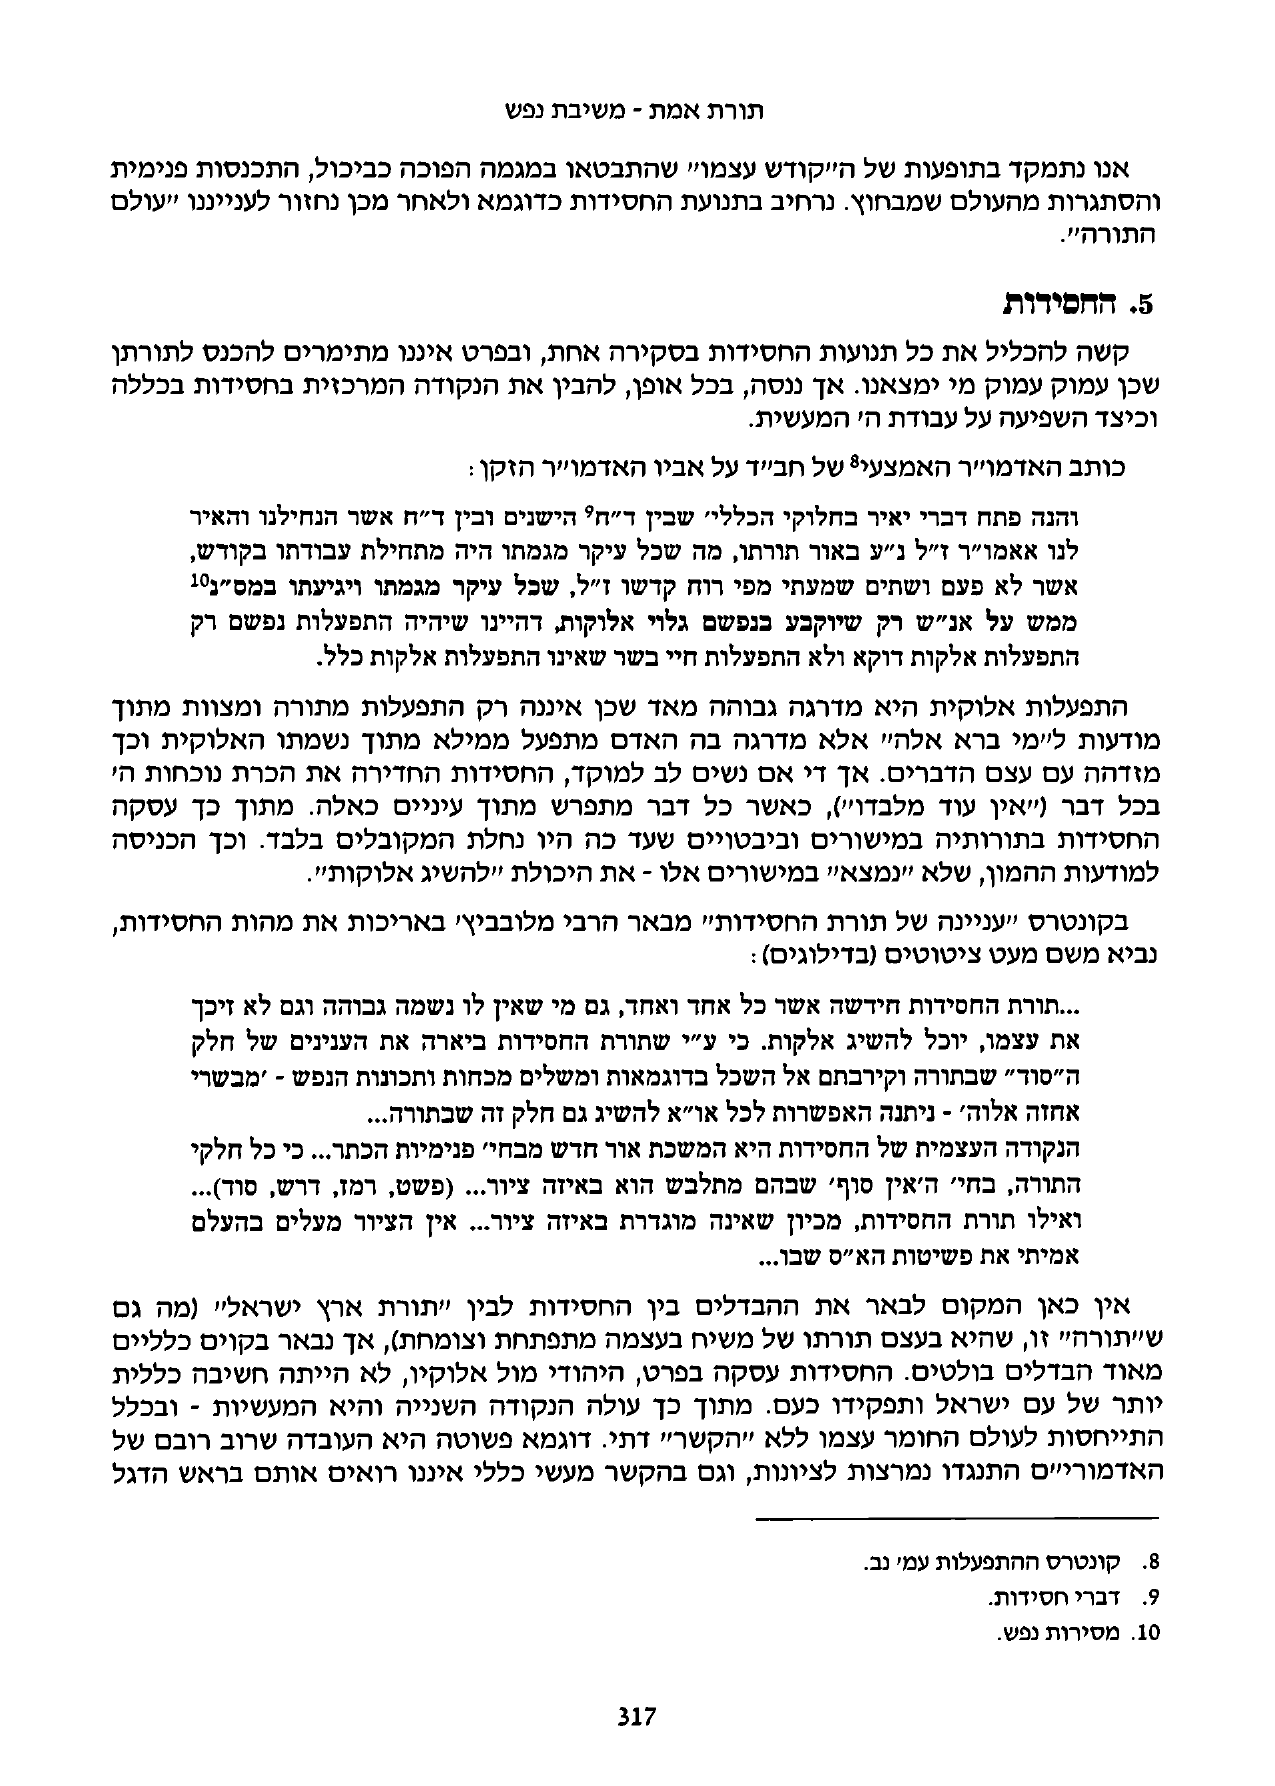 תורת אמת - משיבת נפש
אנו נתמקד בתופעות של ה"קודש עצמו" שהתבטאו במגמה הפוכה כביכול, התכנסות פנימית
והסתגרות מהעולם שמבחוץ. נרחיב בתנועת החסידות כדוגמא ולאחר מכן נחזור לענייננו "עולם
התורה".
5. החסידות
קשה להכליל את כל תנועות החסידות בסקירה אחת, ובפרט איננו מתימרים להכנס לתורתן
שכן עמוק עמוק מי ימצאנו. אך ננסה, בכל אופן, להבין את הנקודה המרכזית בחסידות בכללה
וכיצד השפיעה על עבודת ה' המעשית.
כותב האדמו"ר האמצעי8 של חב"ד על אביו האדמו"ר הזקן:
והנה פתח דברי יאיר בחלוקי הכללי' שבין ד"ח9 הישנים ובין ד"ח אשר הנחילנו והאיר
לנו אאמו"ר ז"ל נ"ע באור תורתו, מה שכל עיקר מגמתו היה מתחילת עבודתו בקודש,
אשר לא פעם ושתים שמעתי מפי רוח קדשו ז"ל, שכל עיקר מגמתו ויגיעתו במס"נ10
ממש על אנ"ש רק שיוקבע בנפשם גלוי אלוקות, דהיינו שיהיה התפעלות נפשם רק
התפעלות אלקות דוקא ולא התפעלות חיי בשר שאינו התפעלות אלקות כלל.
התפעלות אלוקית היא מדרגה גבוהה מאד שכן איננה רק התפעלות מתורה ומצוות מתוך
מודעות ל"מי ברא אלה" אלא מדרגה בה האדם מתפעל ממילא מתוך נשמתו האלוקית וכך
מזדהה עם עצם הדברים. אך די אם נשים לב למוקד, החסידות החדירה את הכרת נוכחות ה'
בכל דבר ("אין עוד מלבדו"), כאשר כל דבר מתפרש מתוך עיניים כאלה. מתוך כך עסקה
החסידות בתורותיה במישורים ובביטויים שעד כה היו נחלת המקובלים בלבד. וכך הכניסה
למודעות ההמון, שלא "נמצא" במישורים אלו - את היכולת "להשיג אלוקות".
בקונטרס "עניינה של תורת החסידות" מבאר הרבי מלובביץ' באריכות את מהות החסידות,
נביא משם מעט ציטוטים (בדילוגים):
...תורת החסידות חידשה אשר כל אחד ואחד, גם מי שאין לו נשמה גבוהה וגם לא זיכך
את עצמו, יוכל להשיג אלקות. כי ע"י שתורת החסידות ביארה את הענינים של חלק
ה"סוד" שבתורה וקירבתם אל השכל בדוגמאות ומשלים מכחות ותכונות הנפש - 'מבשרי
אחזה אלוה' - ניתנה האפשרות לכל או"א להשיג גם חלק זה שבתורה...
הנקודה העצמית של החסידות היא המשכת אור חדש מבחי' פנימיות הכתר... כי כל חלקי
התורה, בחי' ה'אין סוף' שבהם מתלבש הוא באיזה ציור... (פשט, רמז, דרש, סוד)...
ואילו תורת החסידות, מכיון שאינה מוגדרת באיזה ציור... אין הציור מעלים בהעלם
אמיתי את פשיטות הא"ס שבו...
אין כאן המקום לבאר את ההבדלים בין החסידות לבין "תורת ארץ ישראל" (מה גם
ש"תורה" זו, שהיא בעצם תורתו של משיח בעצמה מתפתחת וצומחת), אך נבאר בקוים כלליים
מאוד הבדלים בולטים. החסידות עסקה בפרט, היהודי מול אלוקיו, לא הייתה חשיבה כללית
יותר של עם ישראל ותפקידו כעם. מתוך כך עולה הנקודה השנייה והיא המעשיות - ובכלל
התייחסות לעולם החומר עצמו ללא "הקשר" דתי. דוגמא פשוטה היא העובדה שרוב רובם של
האדמורי"ם התנגדו נמרצות לציונות, וגם בהקשר מעשי כללי איננו רואים אותם בראש הדגל
8. קונטרס ההתפעלות עמ' נב.
9. דברי חסידות.
10. מסירות נפש.
317